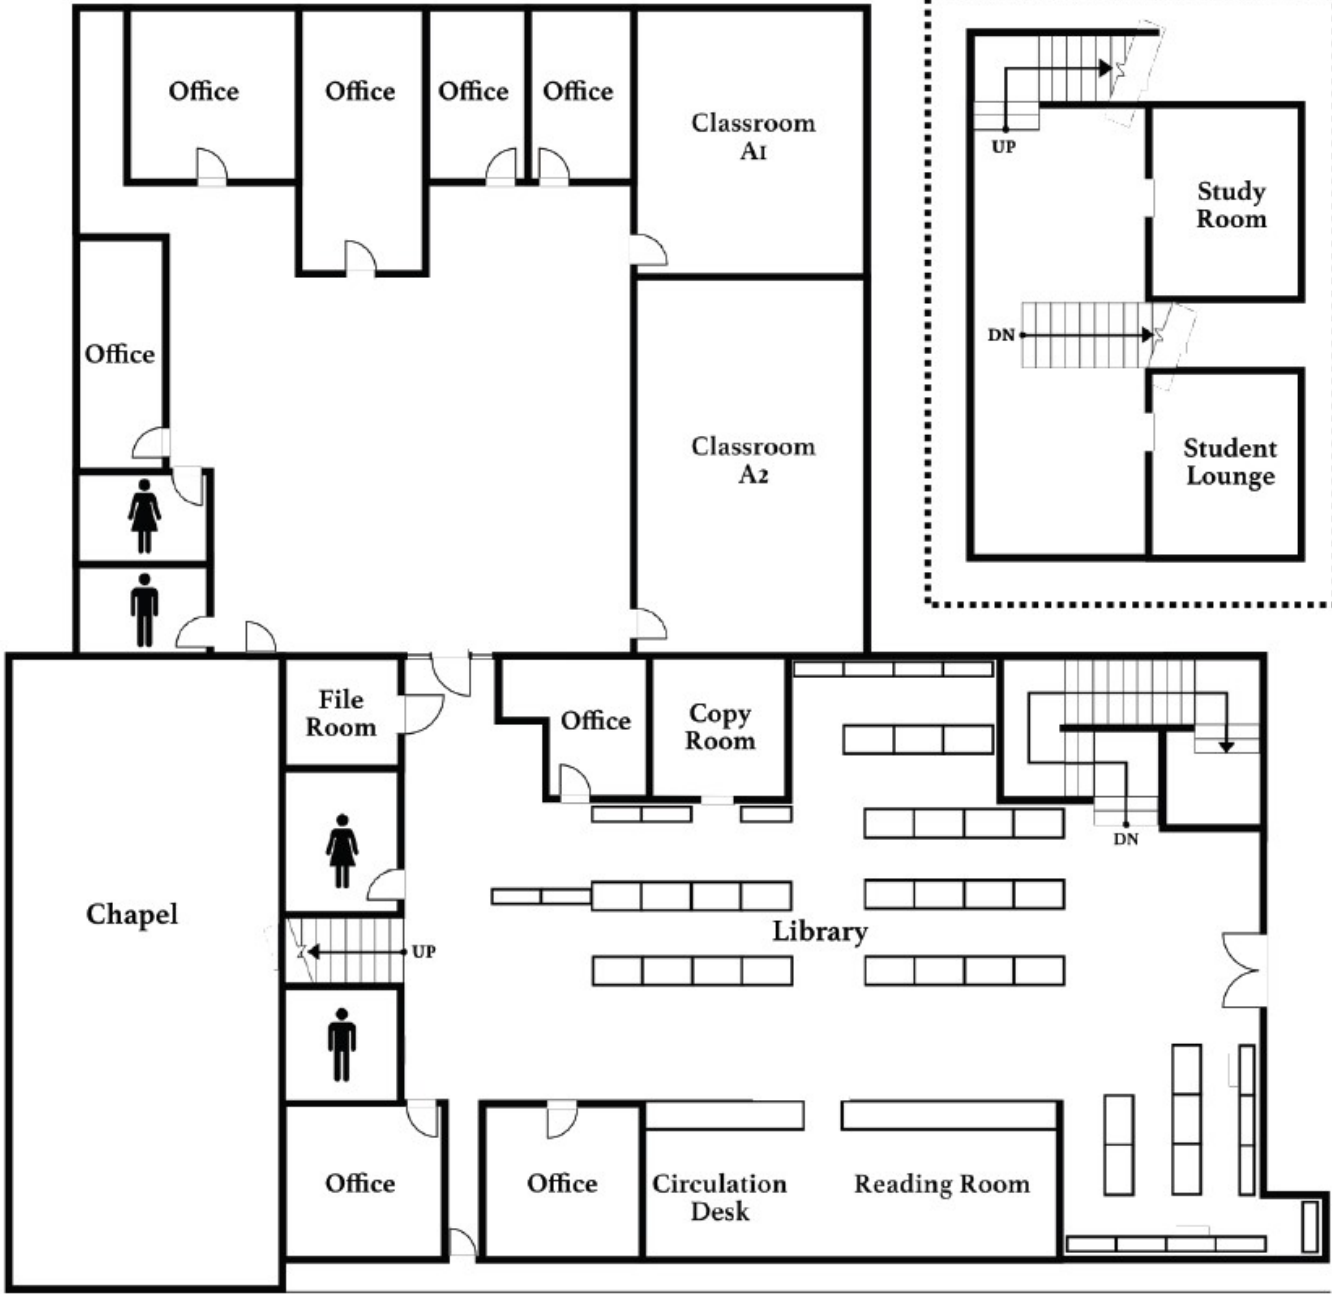 Office
Office
Office
Office
Classroom
A1
UP
Study
Room
DN
Office
Classroom
A2
Student
Lounge
File
Room
Office
Copy
Room
DN
Chapel
UP
Library
Office
Office
Circulation
Desk
Reading Room